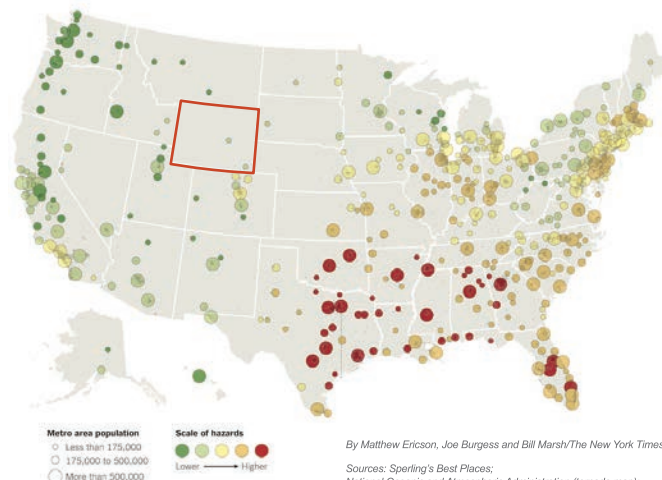 Metro area population
Less than 175,000
175,000 to 500,000
More than 500,000
Scale of hazards
Lower
Higher
By Matthew Ericson, Joe Burgess and Bill Marsh/The New York Times
Sources: Sperling's Best Places;